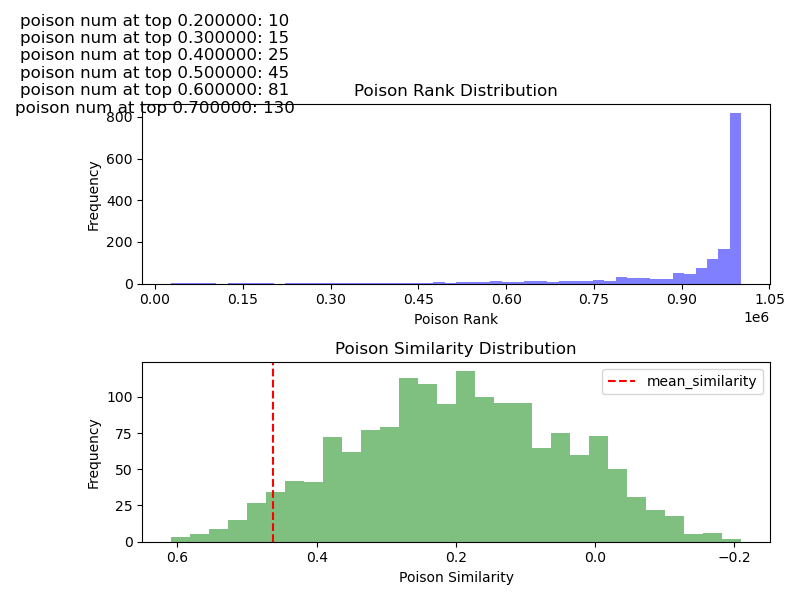 poison num at top 0.200000: 10
poison num at top 0.300000: 15
poison num at top 0.400000: 25
poison num at top 0.500000: 45
poison num at top 0.600000: 81
poison num at top 0.700000: 130
Poison Rank Distribution
800
600
400
200
0
Frequency
0.00 0.15 0.30 0.45 0.60 0.75 0.90 1.05
1e6
Poison Rank
Poison Similarity Distribution
mean_similarity
100
75
50
25
0
Frequency
0.6 0.4 0.2 0.0 −0.2
Poison Similarity